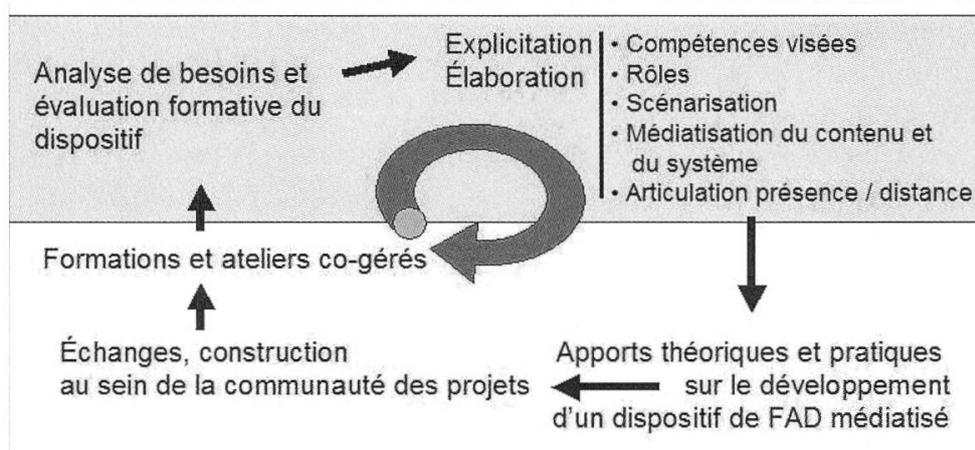 Analyse de besoins et
évaluation formative du
dispositif
Explicitation
Élaboration
• Compétences visées
• Rôles
• Scénarisation
• Médiatisation du contenu et
du système
• Articulation présence / distance
Formations et ateliers co-gérés
Échanges, construction
au sein de la communauté des projets
Apports théoriques et pratiques
sur le développement
d'un dispositif de FAD médiatisé